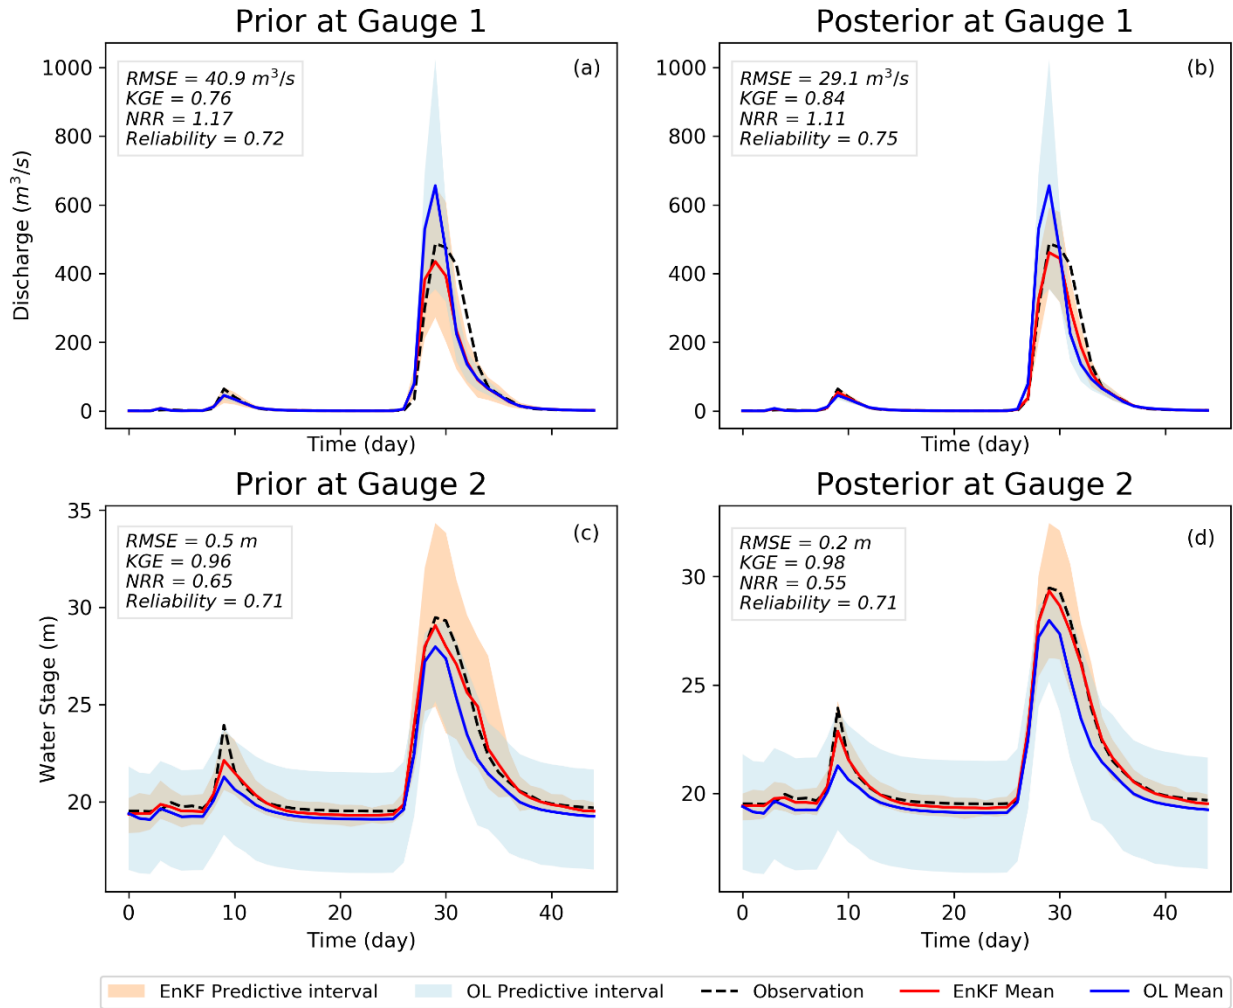 Prior at Gauge 1
Posterior at Gauge 1
(a)
RMSE = 40.9 m³/s
KGE = 0.76
NRR = 1.17
Reliability = 0.72
1000
800
600
400
200
0
Discharge (m³/s)
Time (day)
(b)
RMSE = 29.1 m³/s
KGE = 0.84
NRR = 1.11
Reliability = 0.75
1000
800
600
400
200
0
Time (day)
Prior at Gauge 2
Posterior at Gauge 2
(c)
RMSE = 0.5 m
KGE = 0.96
NRR = 0.65
Reliability = 0.71
35
30
25
20
Water Stage (m)
0 10 20 30 40
Time (day)
(d)
RMSE = 0.2 m
KGE = 0.98
NRR = 0.55
Reliability = 0.71
30
25
20
0 10 20 30 40
Time (day)
EnKF Predictive interval OL Predictive interval Observation EnKF Mean OL Mean